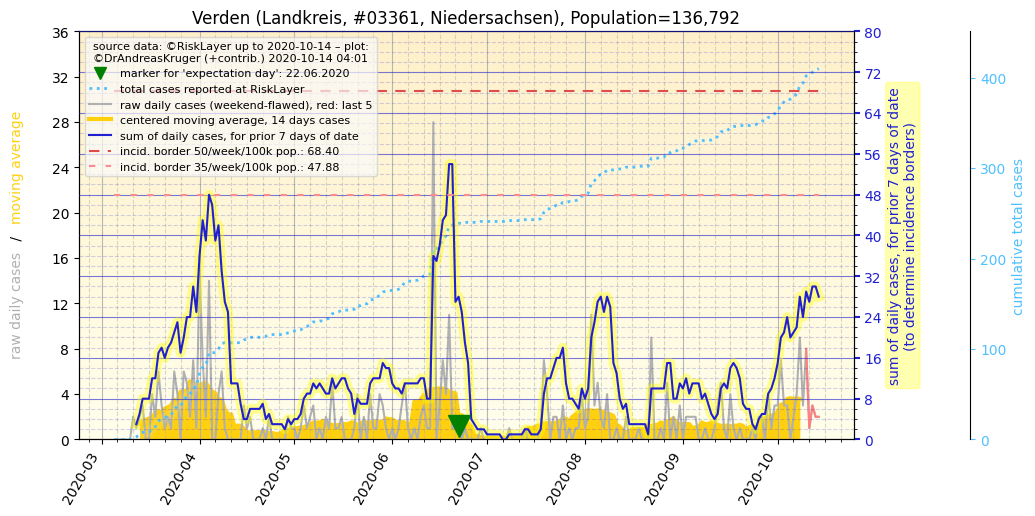 Verden (Landkreis, #03361, Niedersachsen), Population=136,792
source data: ©RiskLayer up to 2020-10-14 – plot:
©DrAndreasKruger (+contrib.) 2020-10-14 04:01
marker for 'expectation day': 22.06.2020
total cases reported at RiskLayer
raw daily cases (weekend-flawed), red: last 5
centered moving average, 14 days cases
sum of daily cases, for prior 7 days of date
incid. border 50/week/100k pop.: 68.40
incid. border 35/week/100k pop.: 47.88
raw daily cases / moving average
36
32
28
24
20
16
12
8
4
0
80
72
64
56
48
40
32
24
16
8
0
sum of daily cases, for prior 7 days of date
(to determine incidence borders)
400
300
200
100
0
cumulative total cases
2020-03
2020-04
2020-05
2020-06
2020-07
2020-08
2020-09
2020-10